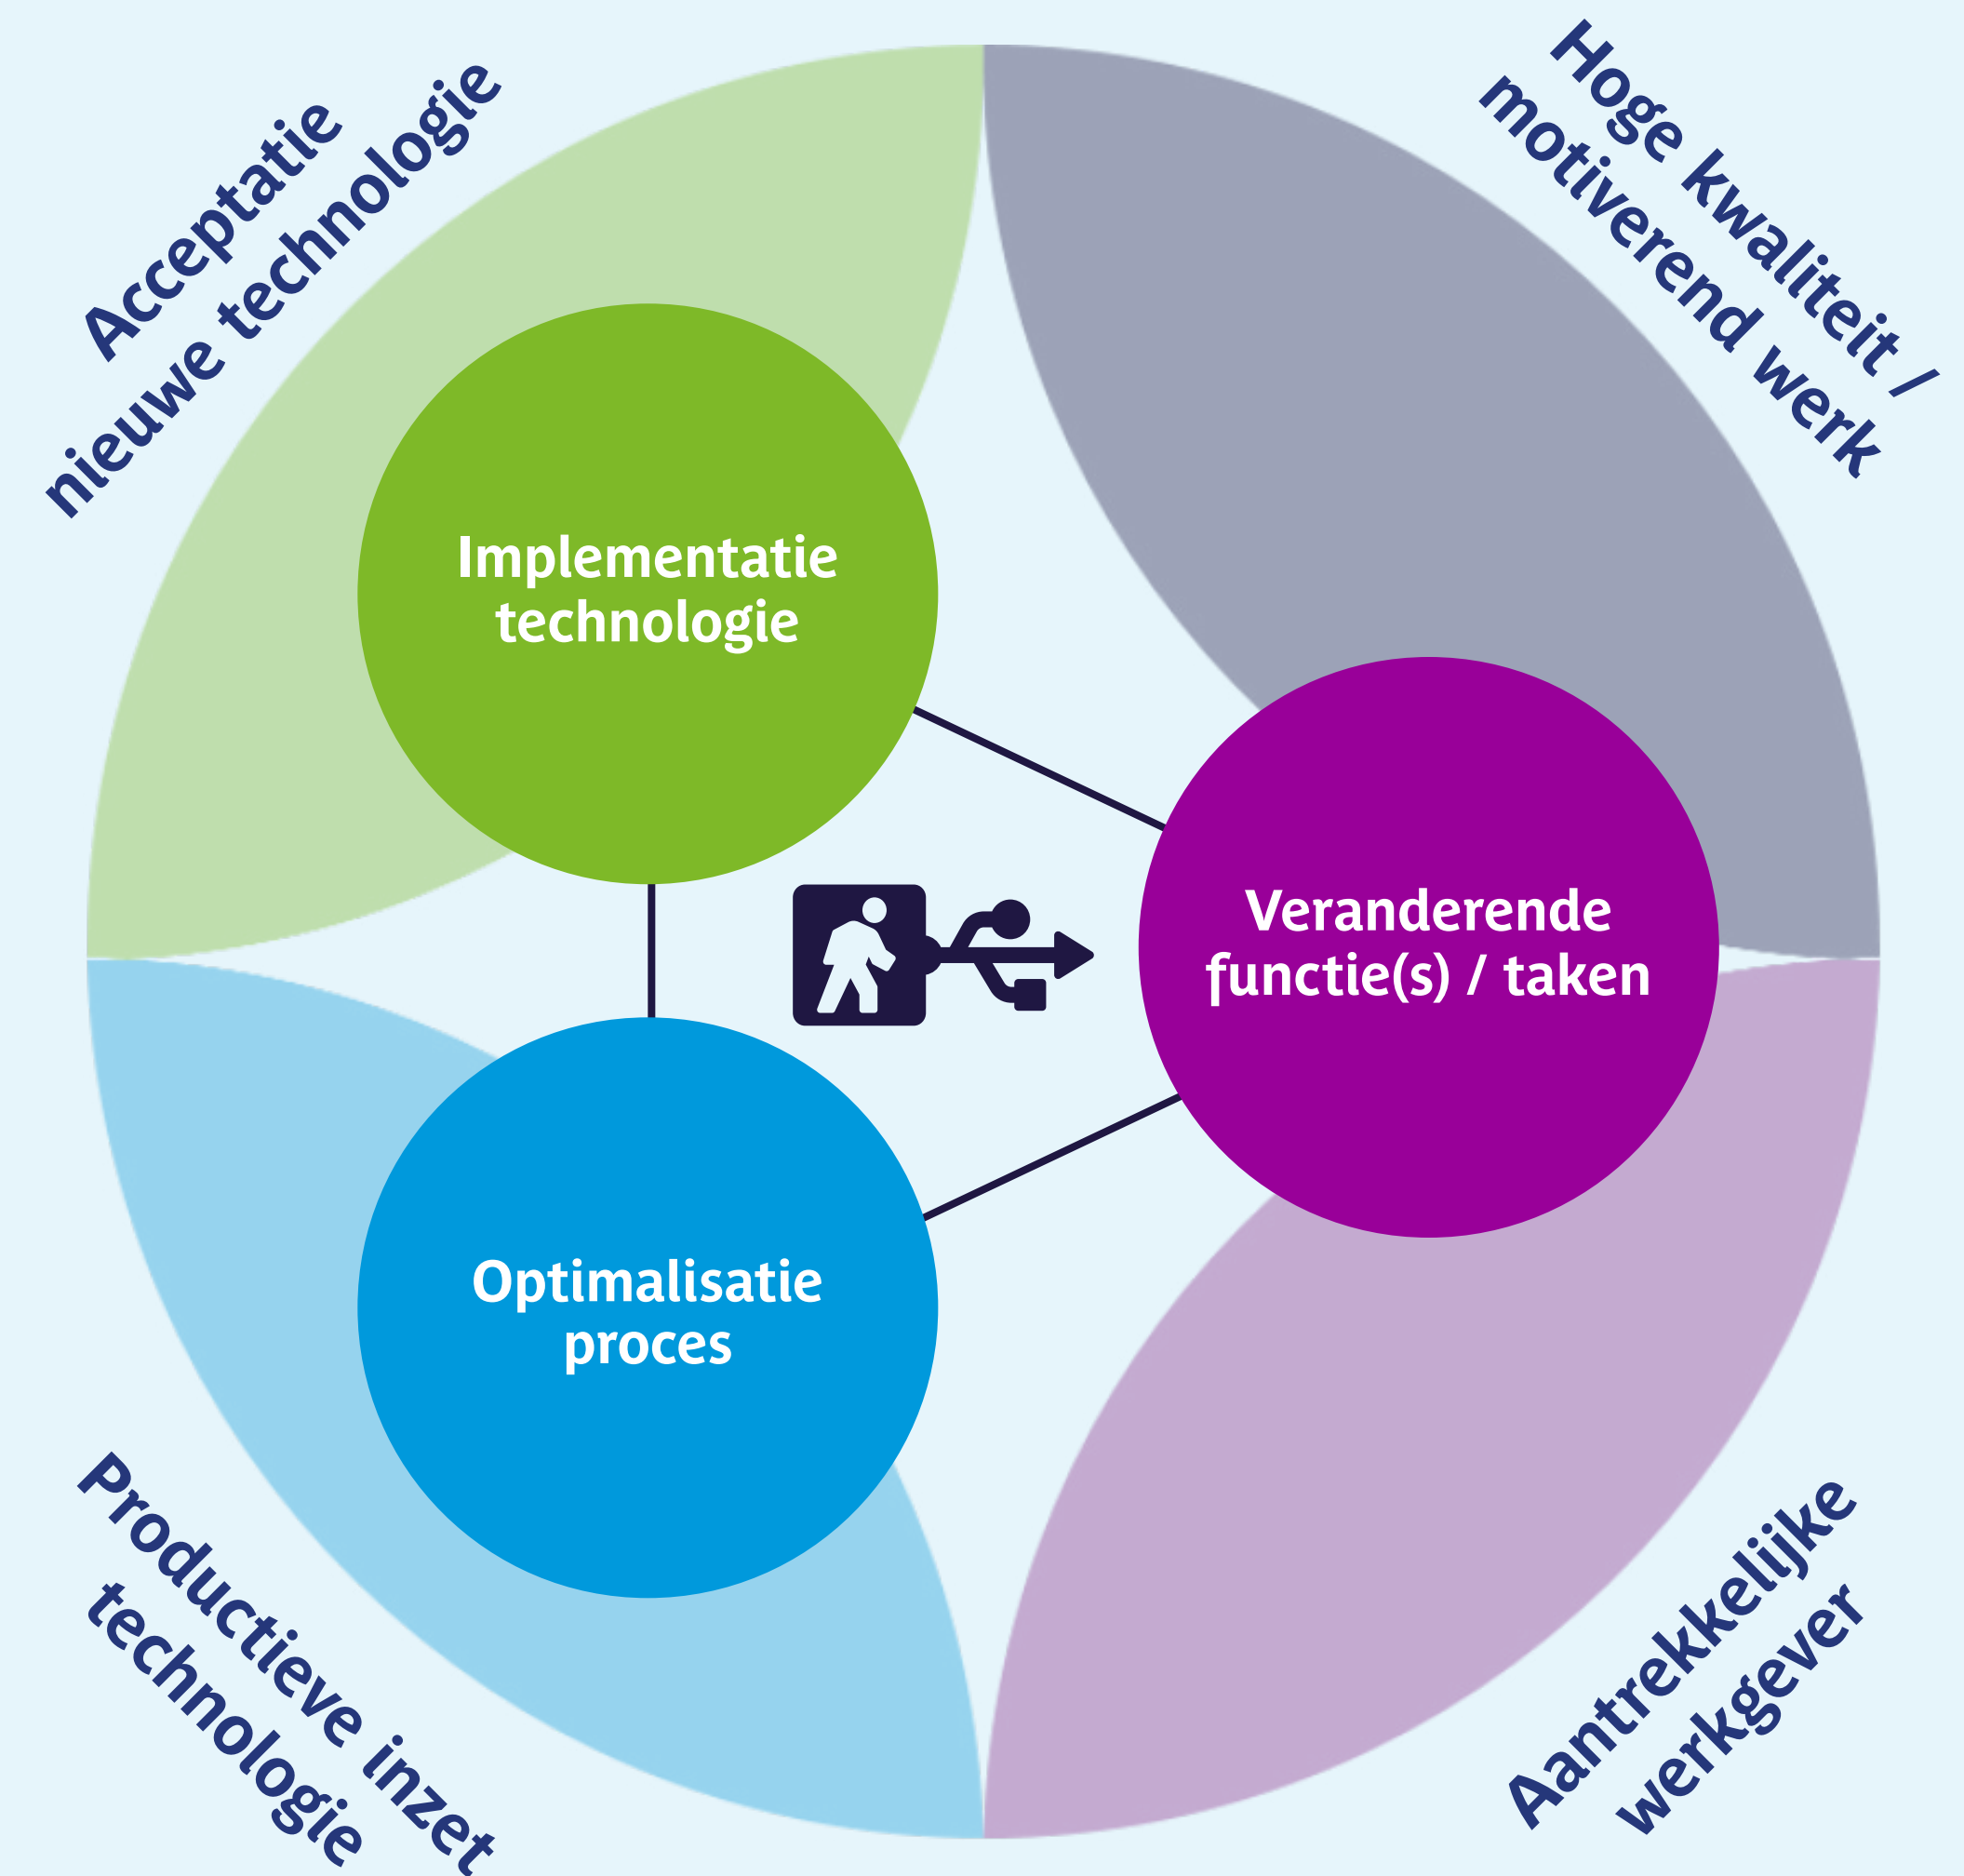 Acceptatie
nieuwe technologie
Hoge kwaliteit /
motiverend werk
Implementatie
technologie
Veranderende
functie(s) / taken
Optimalisatie
proces
Productieve inzet
technologie
Aantrekkelijke
werkgever